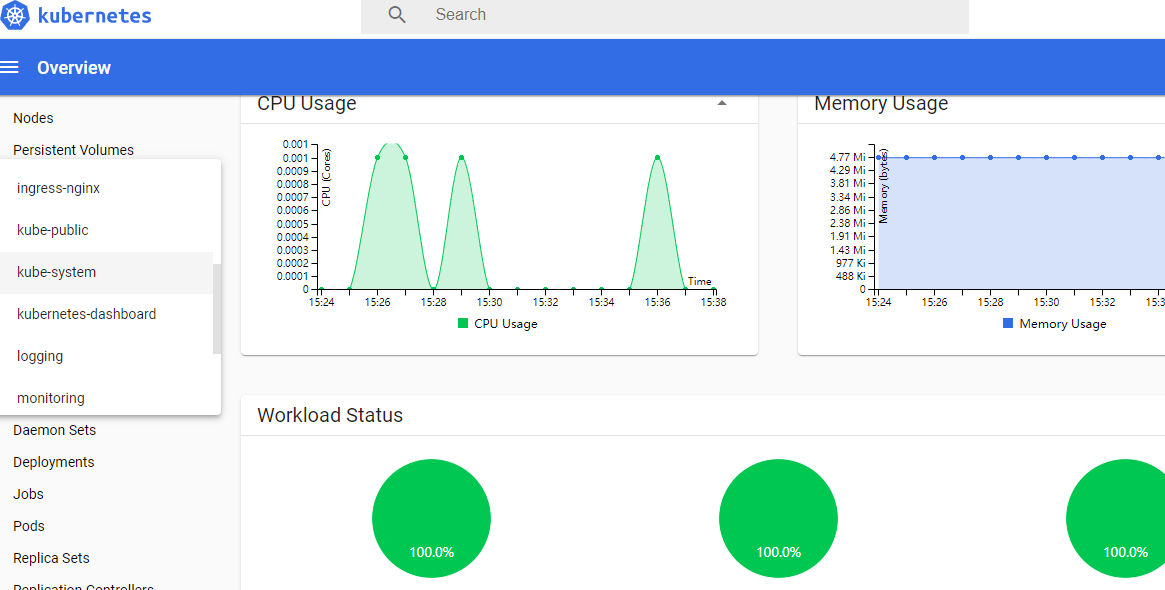 kubernetes
Search
Overview
Nodes
Persistent Volumes
ingress-nginx
kube-public
kube-system
kubernetes-dashboard
logging
monitoring
Daemon Sets
Deployments
Jobs
Pods
Replica Sets
Replication Controllers
CPU Usage
0.001
0.001
0.0009
0.0008
0.0007
0.0006
0.0005
0.0004
0.0003
0.0002
0.0001
0
CPU (Cores)
Time
15:24 15:26 15:28 15:30 15:32 15:34 15:36 15:38
CPU Usage
Memory Usage
4.77 Mi
4.29 Mi
3.81 Mi
3.34 Mi
2.86 Mi
2.38 Mi
1.91 Mi
1.43 Mi
977 Ki
488 Ki
0
Memory (bytes)
15:24 15:26 15:28 15:30 15:32 15:3
Memory Usage
Workload Status
100.0% 100.0% 100.0%